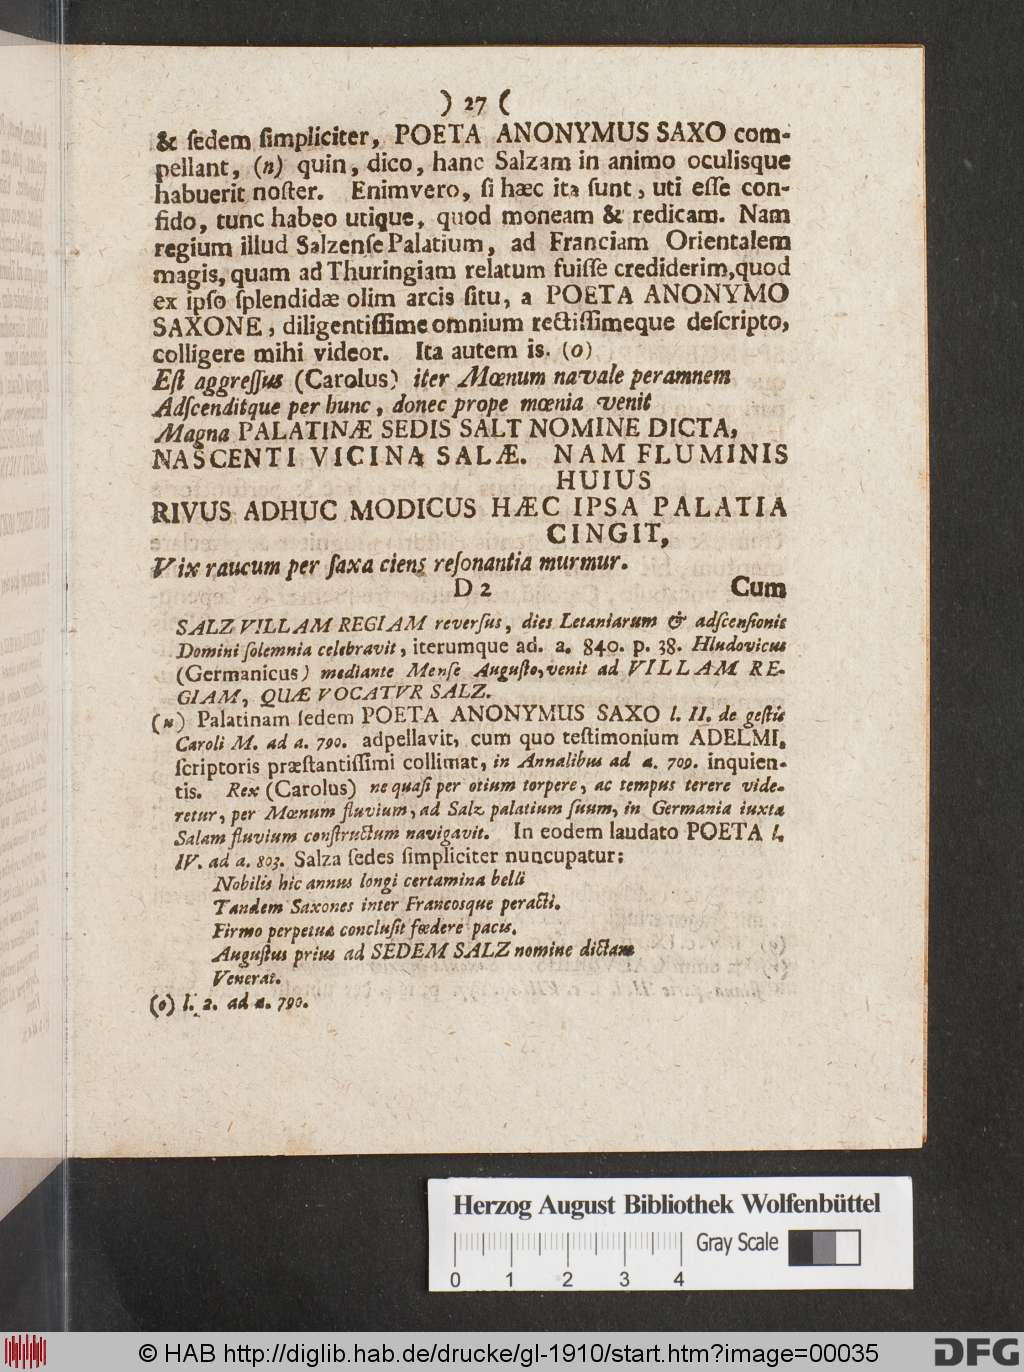 ) 27 (
& ſedem ſimpliciter, POETA ANONYMUS SAXO com-
pellant, (n) quin, dico, hanc Salzam in animo oculisque
habuerit noſter. Enimvero, ſi hæc ita ſunt, uti eſſe con-
fido, tunc habeo utique, quod moneam & redicam. Nam
regium illud Salzenſe Palatium, ad Franciam Orientalem
magis, quam ad Thuringiam relatum fuiſſe crediderim, quod
ex ipſo ſplendidæ olim arcis ſitu, a POETA ANONYMO
SAXONE, diligentiſſime omnium rectiſſimeque deſcripto,
colligere mihi videor. Ita autem is. (o)
Eſt aggreſſus (Carolus) iter Mœnum navale per amnem
Adſcenditque per hunc, donec prope mœnia venit
Magna PALATINÆ SEDIS SALT NOMINE DICTA,
NASCENTI VICINA SALÆ. NAM FLUMINIS
HUIUS
RIVUS ADHUC MODICUS HÆC IPSA PALATIA
CINGIT,
Vix raucum per ſaxa ciens reſonantia murmur.
D 2 Cum
SALZ VILLAM REGIAM reverſus, dies Letaniarum & adſcenſionis
Domini ſolemnia celebravit, iterumque ad. a. 840. p. 38. Hludovicus
(Germanicus) mediante Menſe Auguſto, venit ad VILLAM RE-
GIAM, QUÆ VOCATVR SALZ.
(n) Palatinam ſedem POETA ANONYMUS SAXO l. II. de geſtis
Caroli M. ad a. 790. adpellavit, cum quo teſtimonium ADELMI,
ſcriptoris præſtantiſſimi collimat, in Annalibus ad a. 709. inquien-
tis. Rex (Carolus) ne quaſi per otium torpere, ac tempus terere vide-
retur, per Mœnum fluvium, ad Salz palatium ſuum, in Germania iuxta
Salam fluvium conſtructum navigavit. In eodem laudato POETA l.
IV. ad a. 803. Salza ſedes ſimpliciter nuncupatur:
Nobilis hic annus longi certamina belli
Tandem Saxones inter Francosque peracti.
Firmo perpetuæ concluſit fœdere pacis.
Auguſtus prius ad SEDEM SALZ nomine dictam
Venerat.
(o) l. 2. ad a. 790.
Herzog August Bibliothek Wolfenbüttel
Gray Scale
0 1 2 3 4
© HAB http://diglib.hab.de/drucke/gl-1910/start.htm?image=00035
DFG